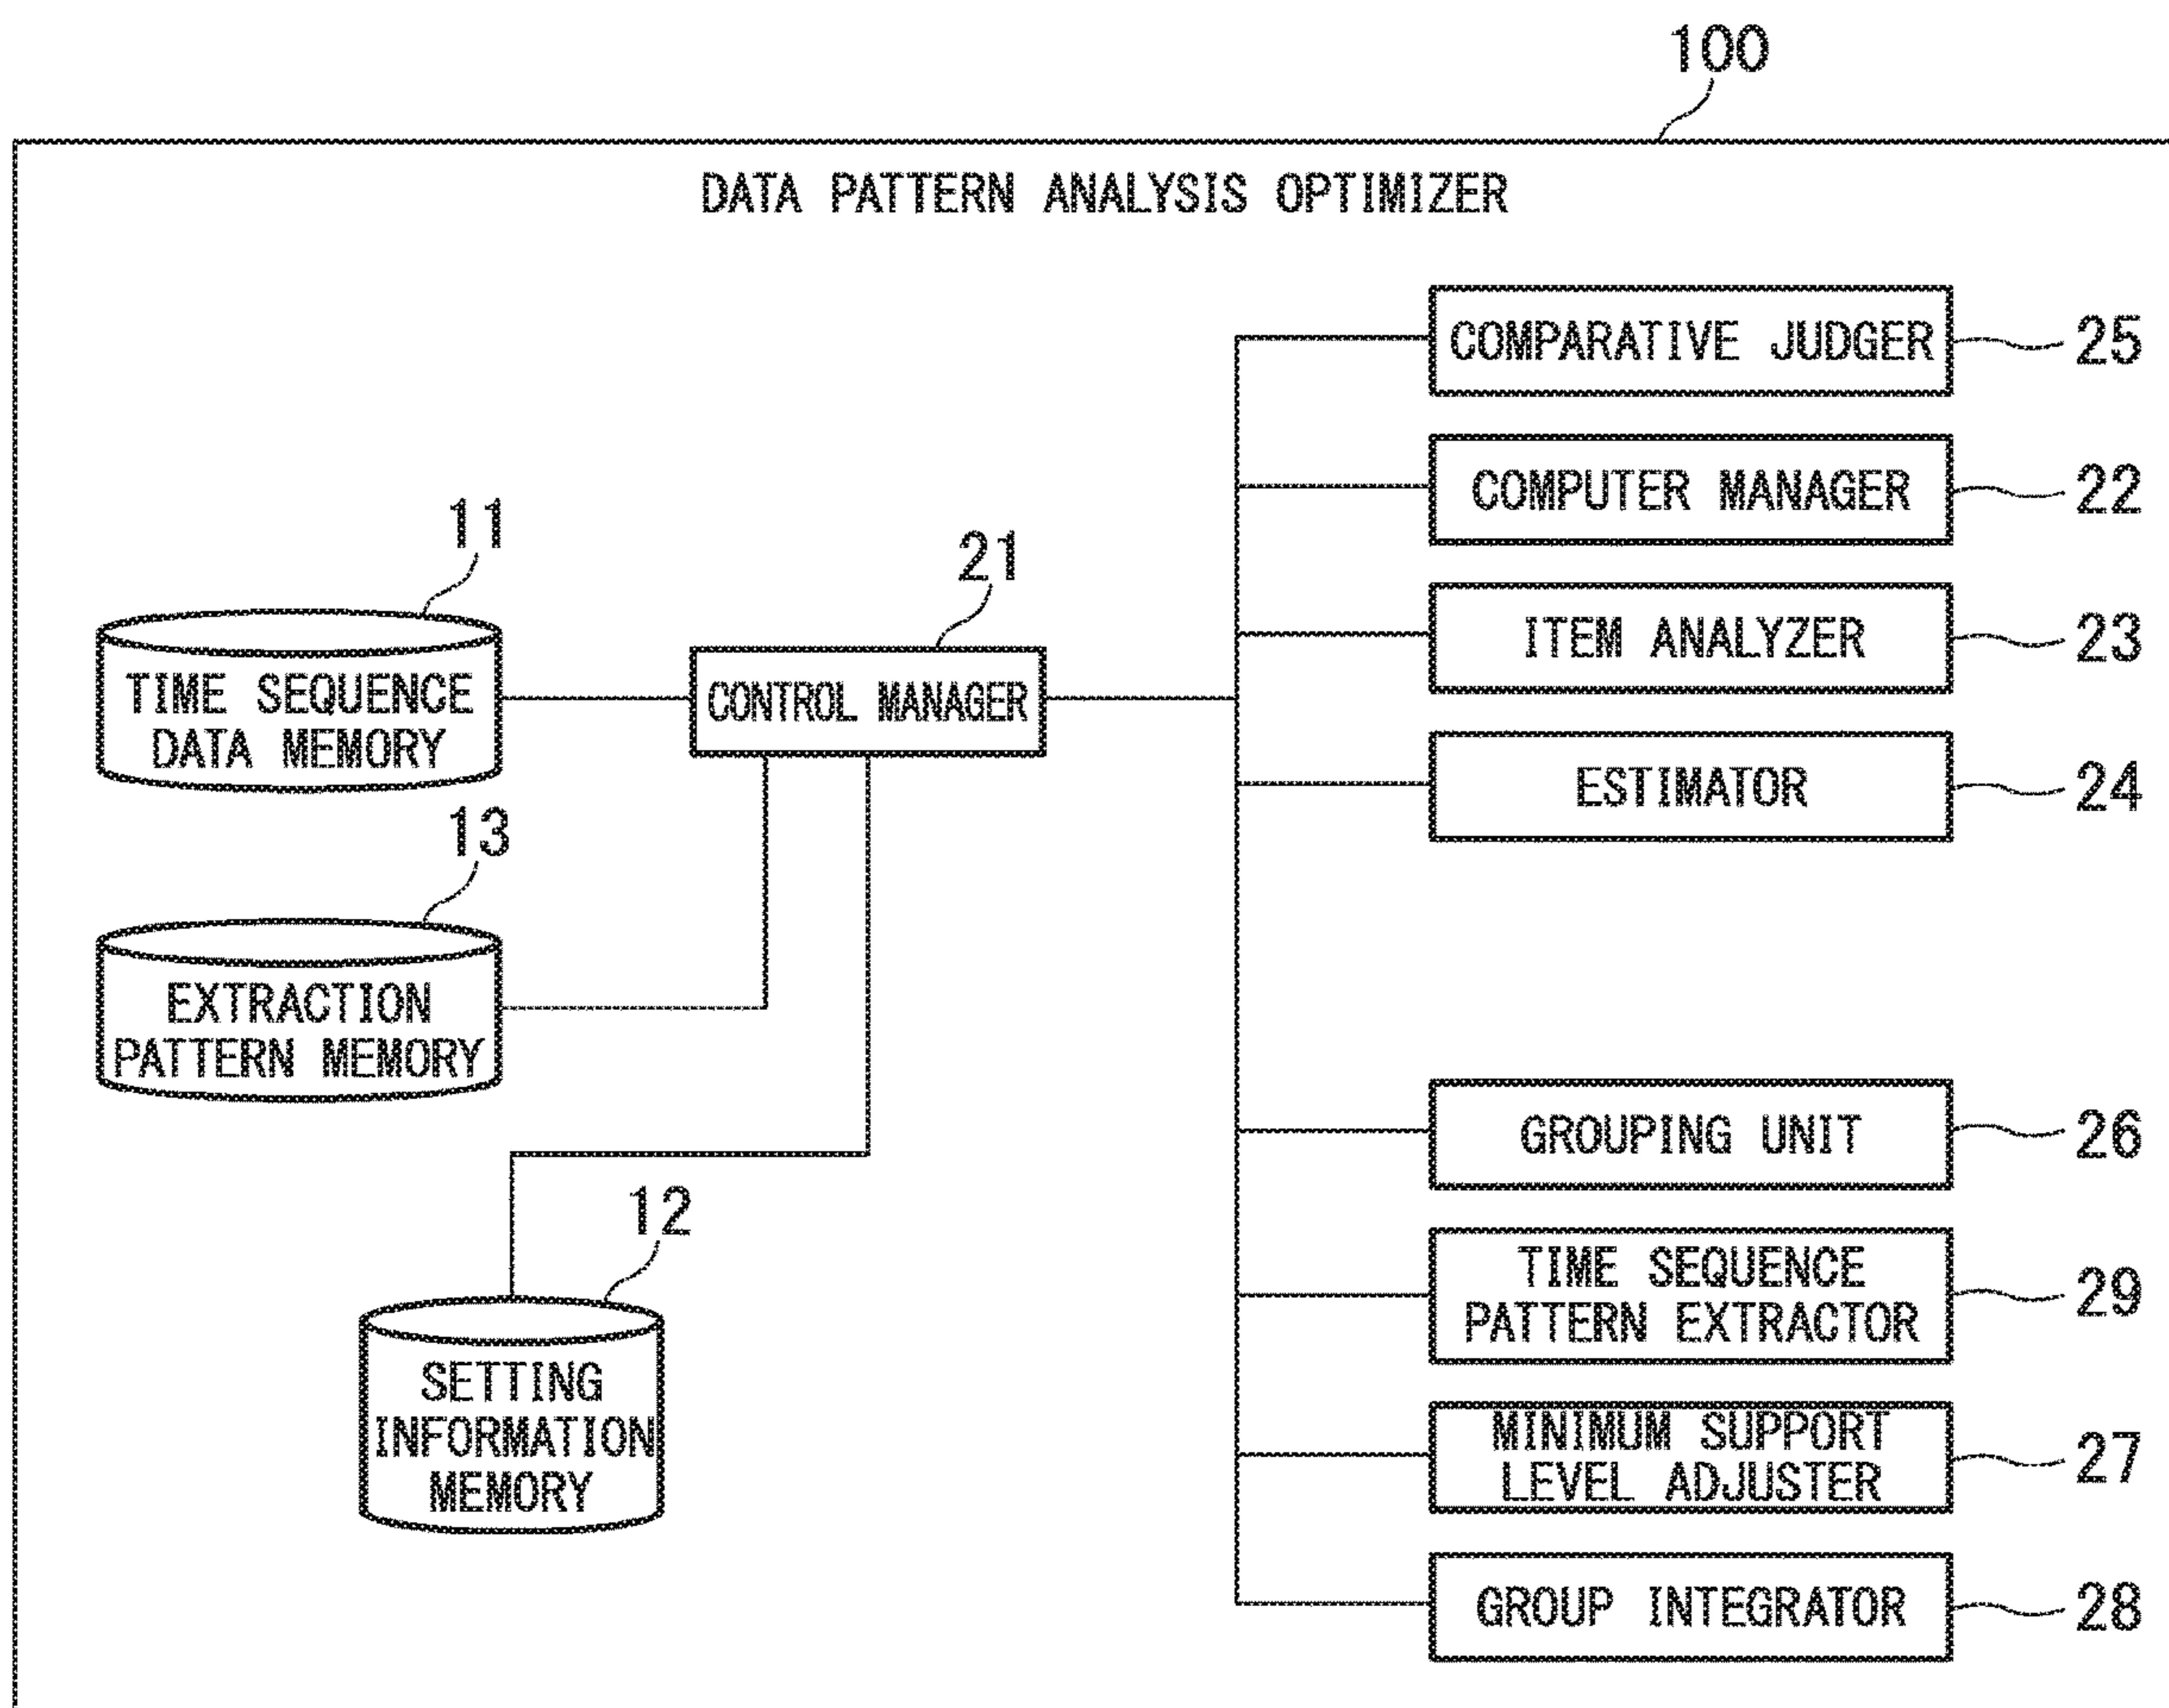 100
DATA PATTERN ANALYSIS OPTIMIZER
COMPARATIVE JUDGER
25
COMPUTER MANAGER
22
11
21
ITEM ANALYZER
23
TIME SEQUENCE
DATA MEMORY
CONTROL MANAGER
ESTIMATOR
24
13
EXTRACTION
PATTERN MEMORY
GROUPING UNIT
26
12
TIME SEQUENCE
PATTERN EXTRACTOR
29
SETTING
INFORMATION
MEMORY
MINIMUM SUPPORT
LEVEL ADJUSTER
27
GROUP INTEGRATOR
28